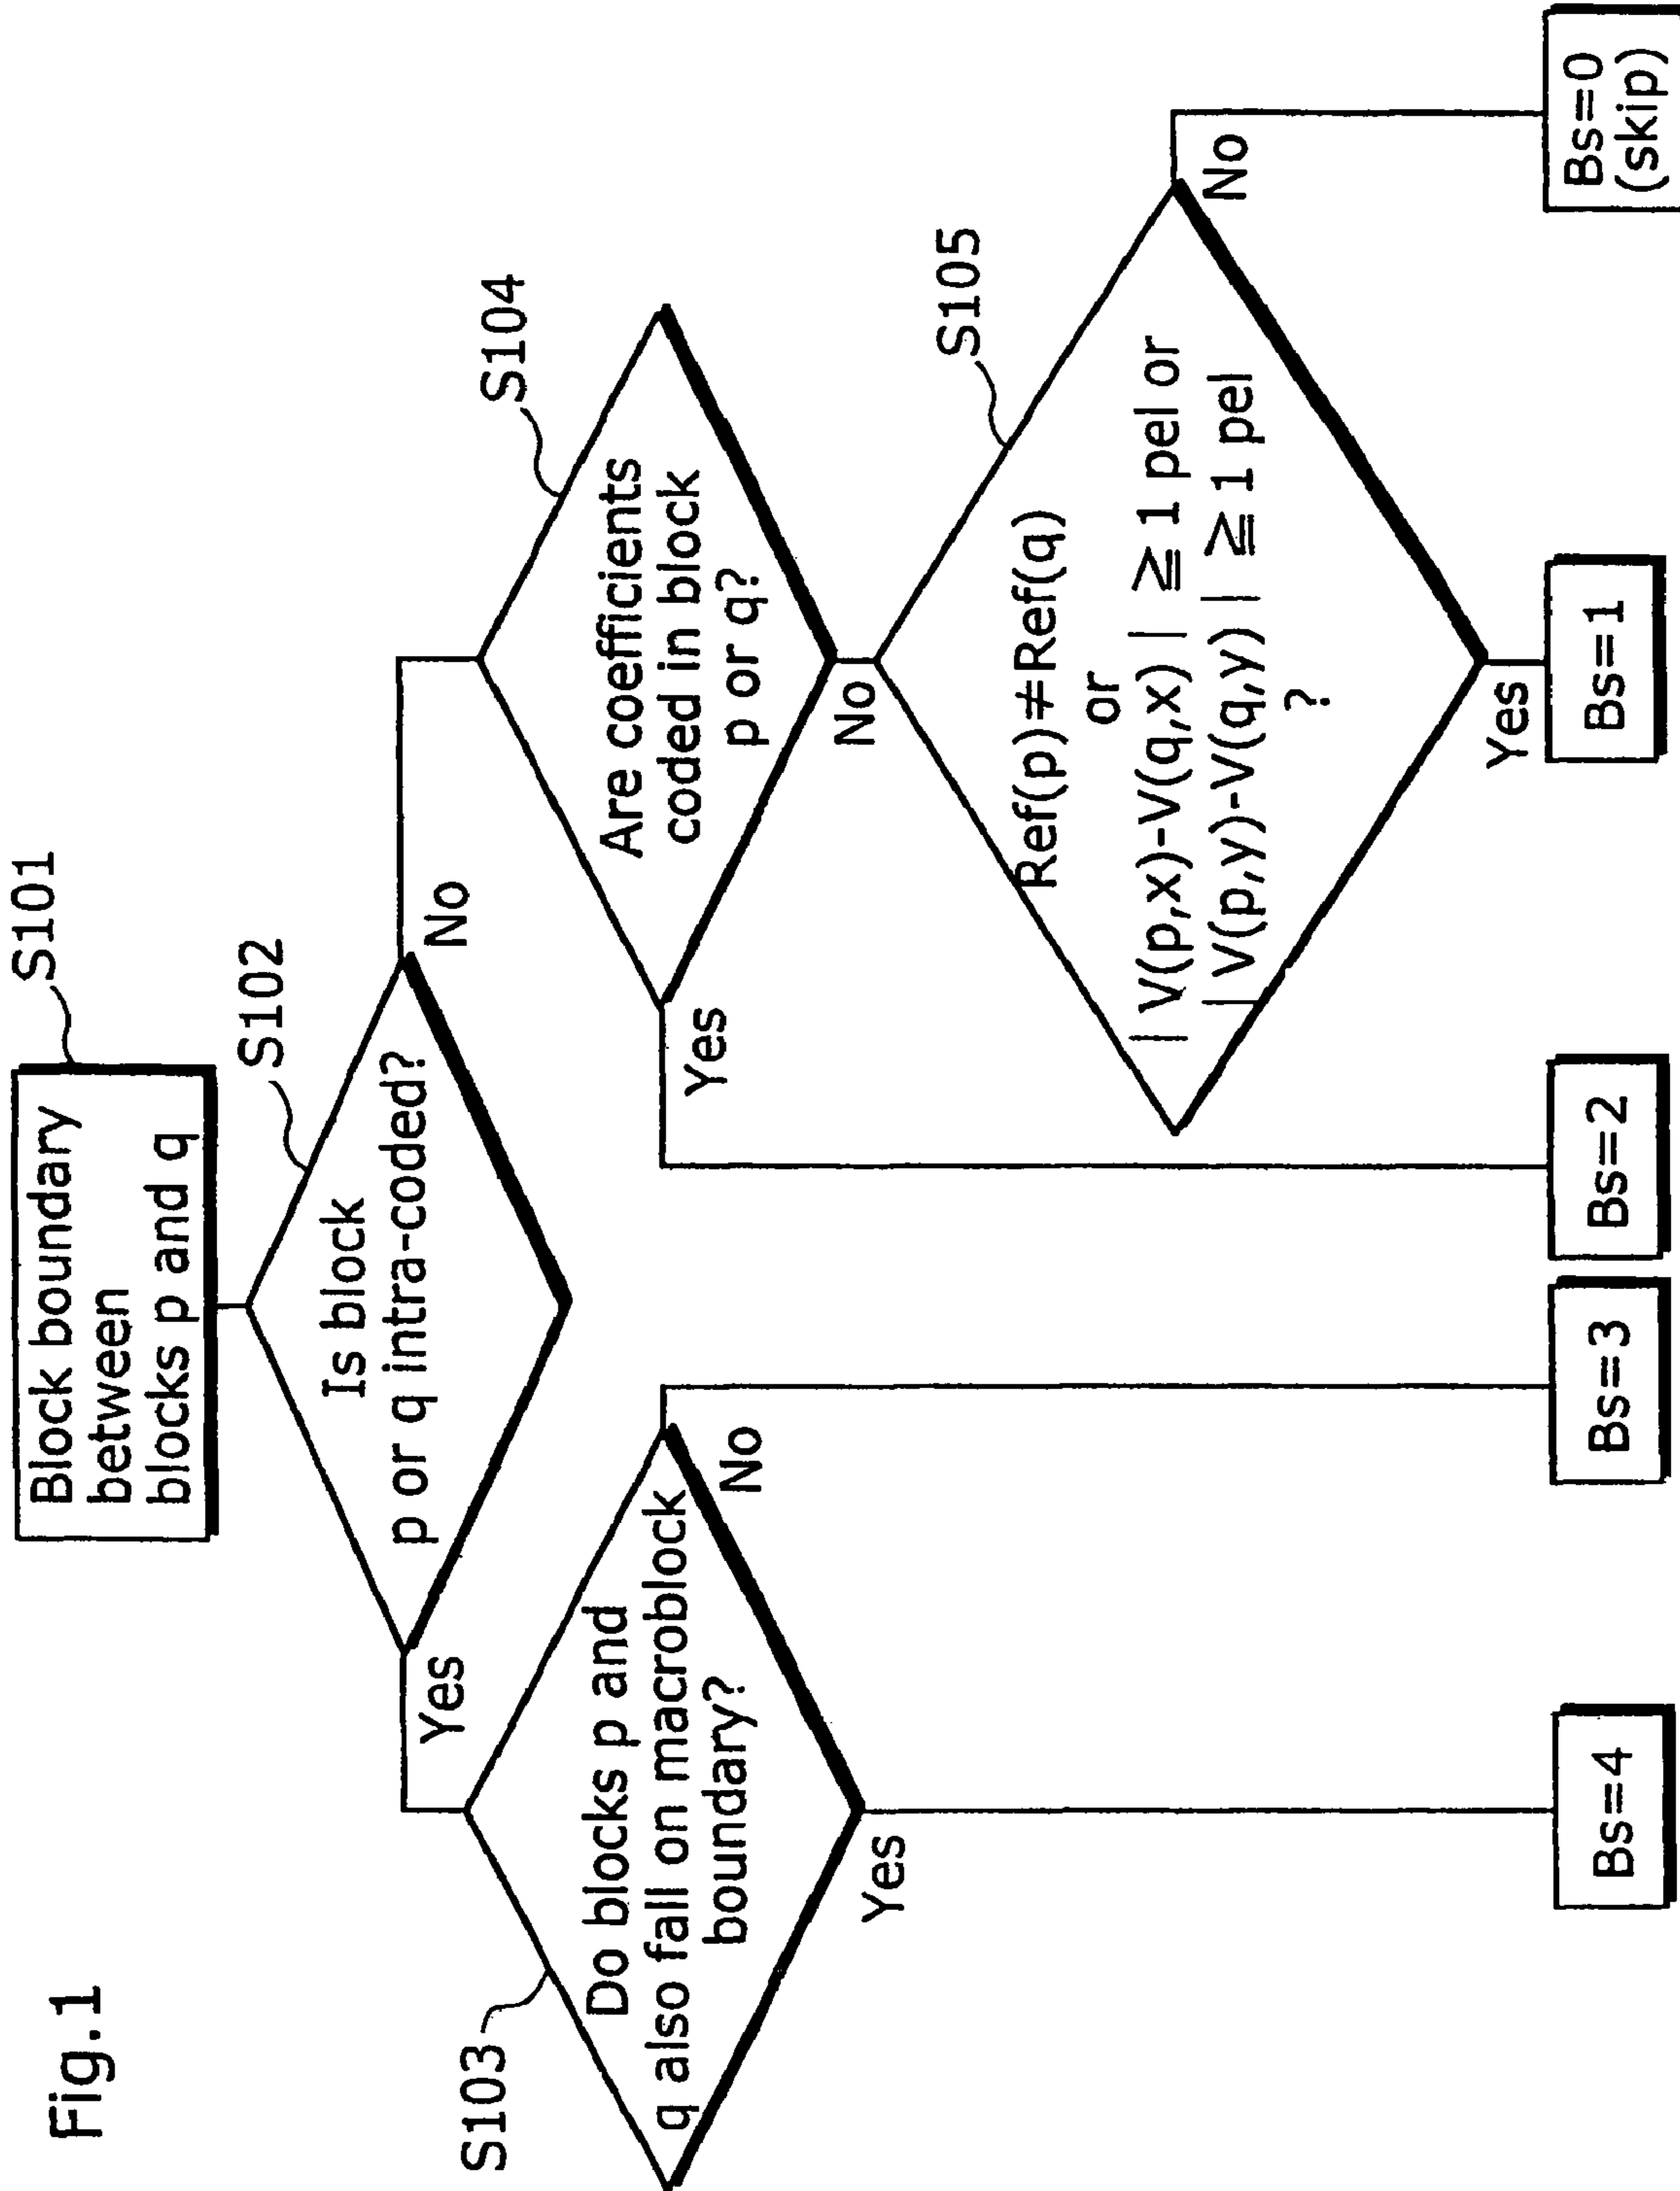 Fig.1
Block boundary
between
blocks p and q
S101
Is block
p or q intra-coded?
S102
Yes
No
S103
Do blocks p and
q also fall on macroblock
boundary?
No
Yes
S104
Are coefficients
coded in block
p or q?
Yes
No
S105
Ref(p)≠Ref(q)
or
| V(p,x)-V(q,x) | ≧ 1 pel or
| V(p,y)-V(q,y) | ≧ 1 pel
?
No
Yes
Bs=4
Bs=3
Bs=2
Bs=1
Bs=0
(skip)